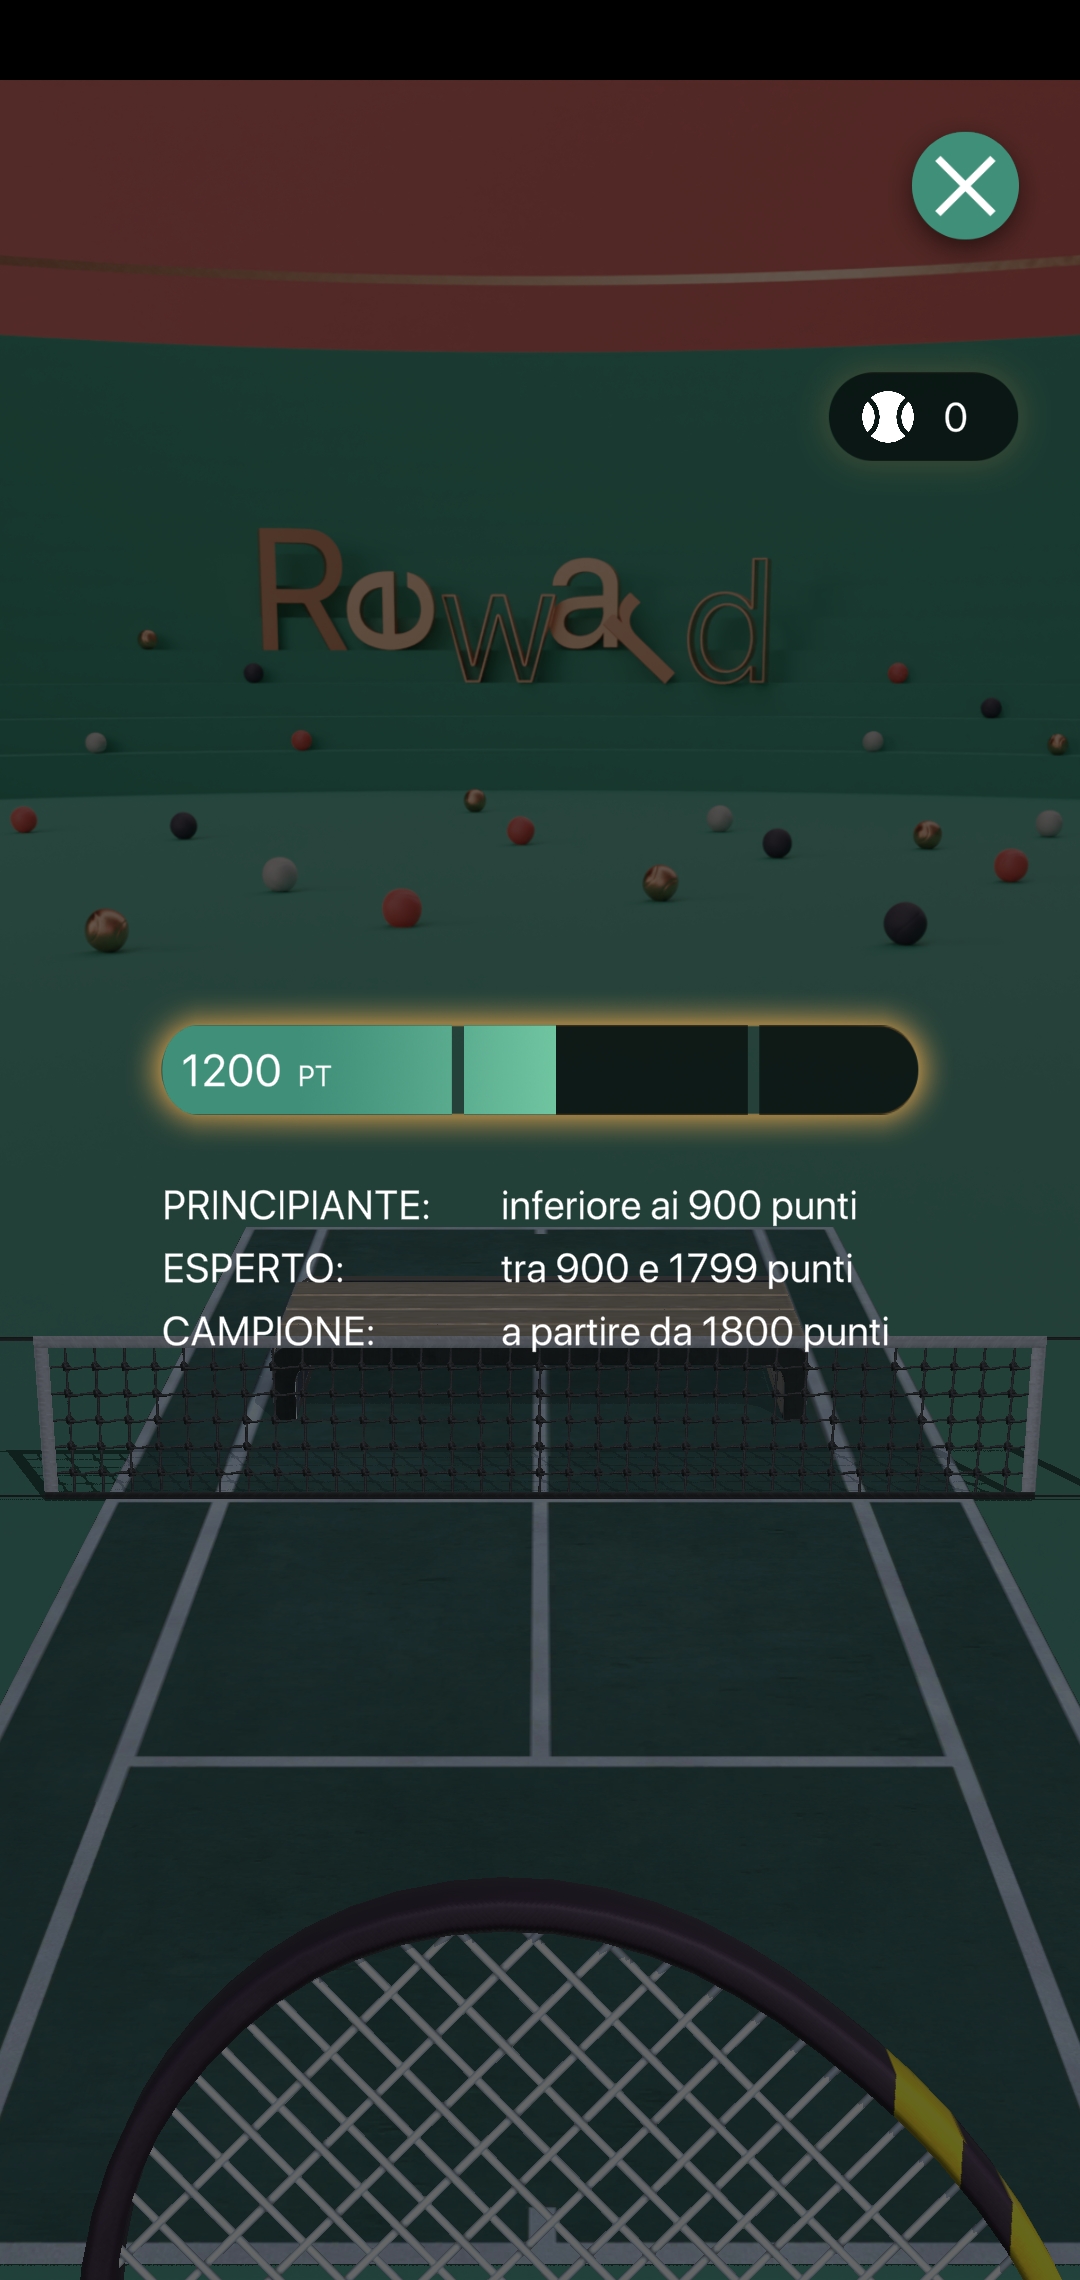 0
Reward
1200 PT
PRINCIPIANTE: inferiore ai 900 punti
ESPERTO: tra 900 e 1799 punti
CAMPIONE: a partire da 1800 punti